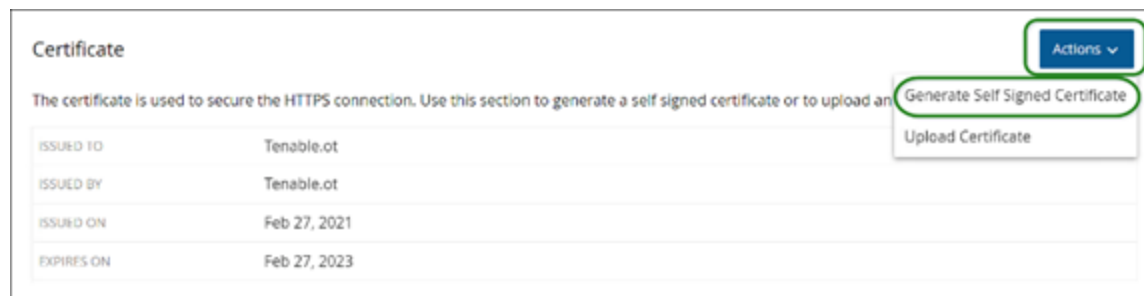 Certificate
Actions
The certificate is used to secure the HTTPS connection. Use this section to generate a self signed certificate or to upload an
Generate Self Signed Certificate
Upload Certificate
ISSUED TO Tenable.ot
ISSUED BY Tenable.ot
ISSUED ON Feb 27, 2021
EXPIRES ON Feb 27, 2023